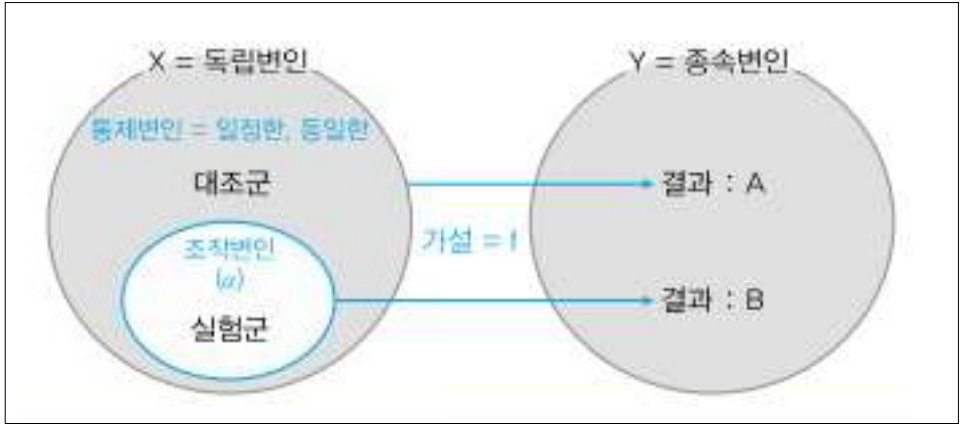 X = 독립변인
Y = 종속변인
통제변인 = 일정한, 동일한
대조군
결과 : A
가설 = f
조작변인
(α)
결과 : B
실험군